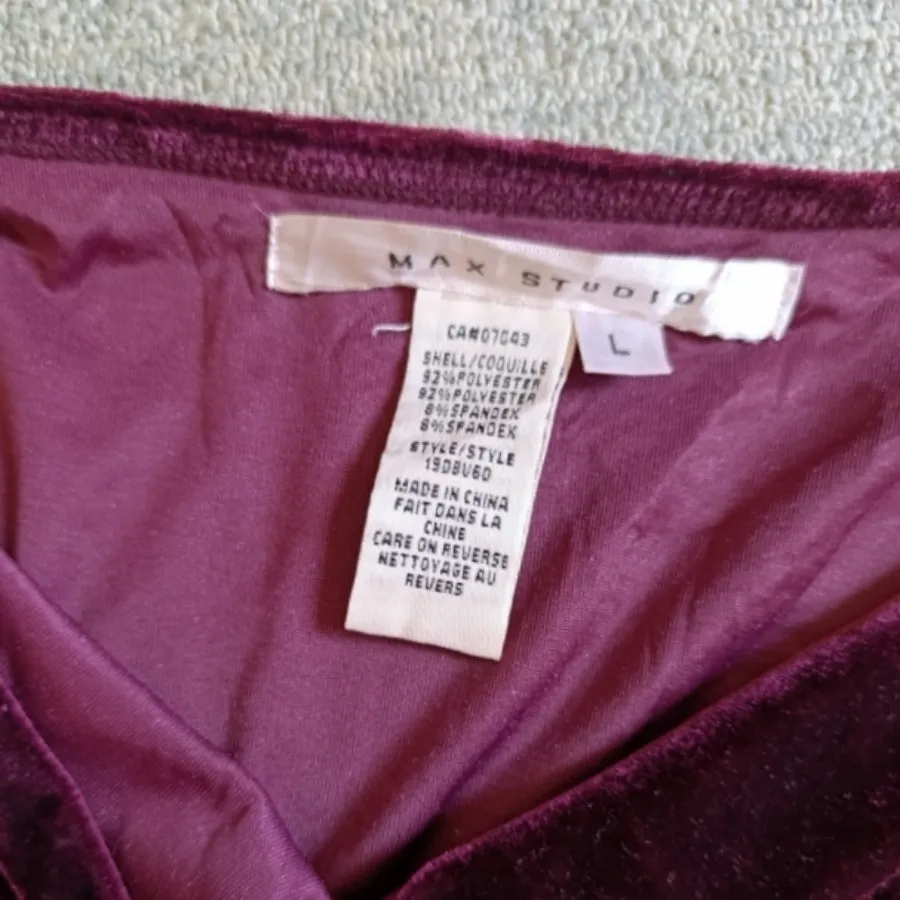 MAX STUDIO
L
CA#07043
SHELL/COQUILLE
92%POLYESTER
92%POLYESTER
8%SPANDEX
8%SPANDEX
STYLE/STYLE
19D8V6D
MADE IN CHINA
FAIT DANS LA
CHINE
CARE ON REVERSE
NETTOYAGE AU
REVERS